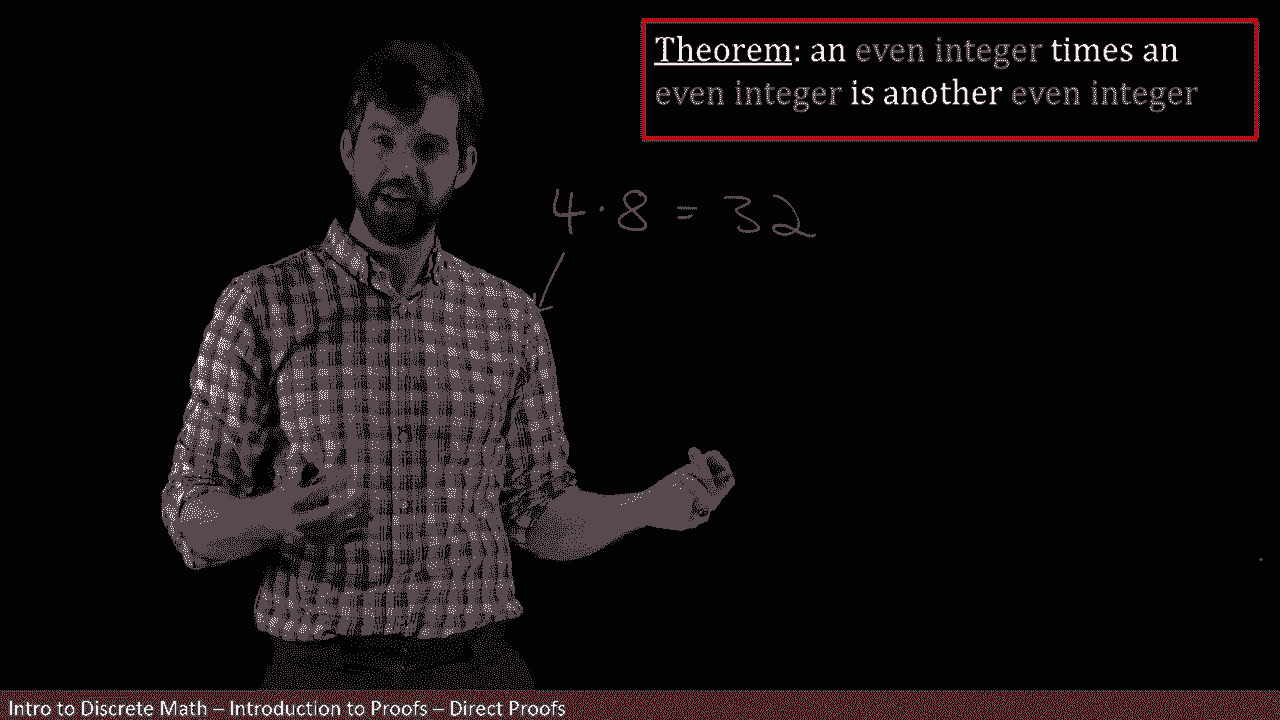 Theorem: an even integer times an
even integer is another even integer
4·8 = 32
Intro to Discrete Math – Introduction to Proofs – Direct Proofs